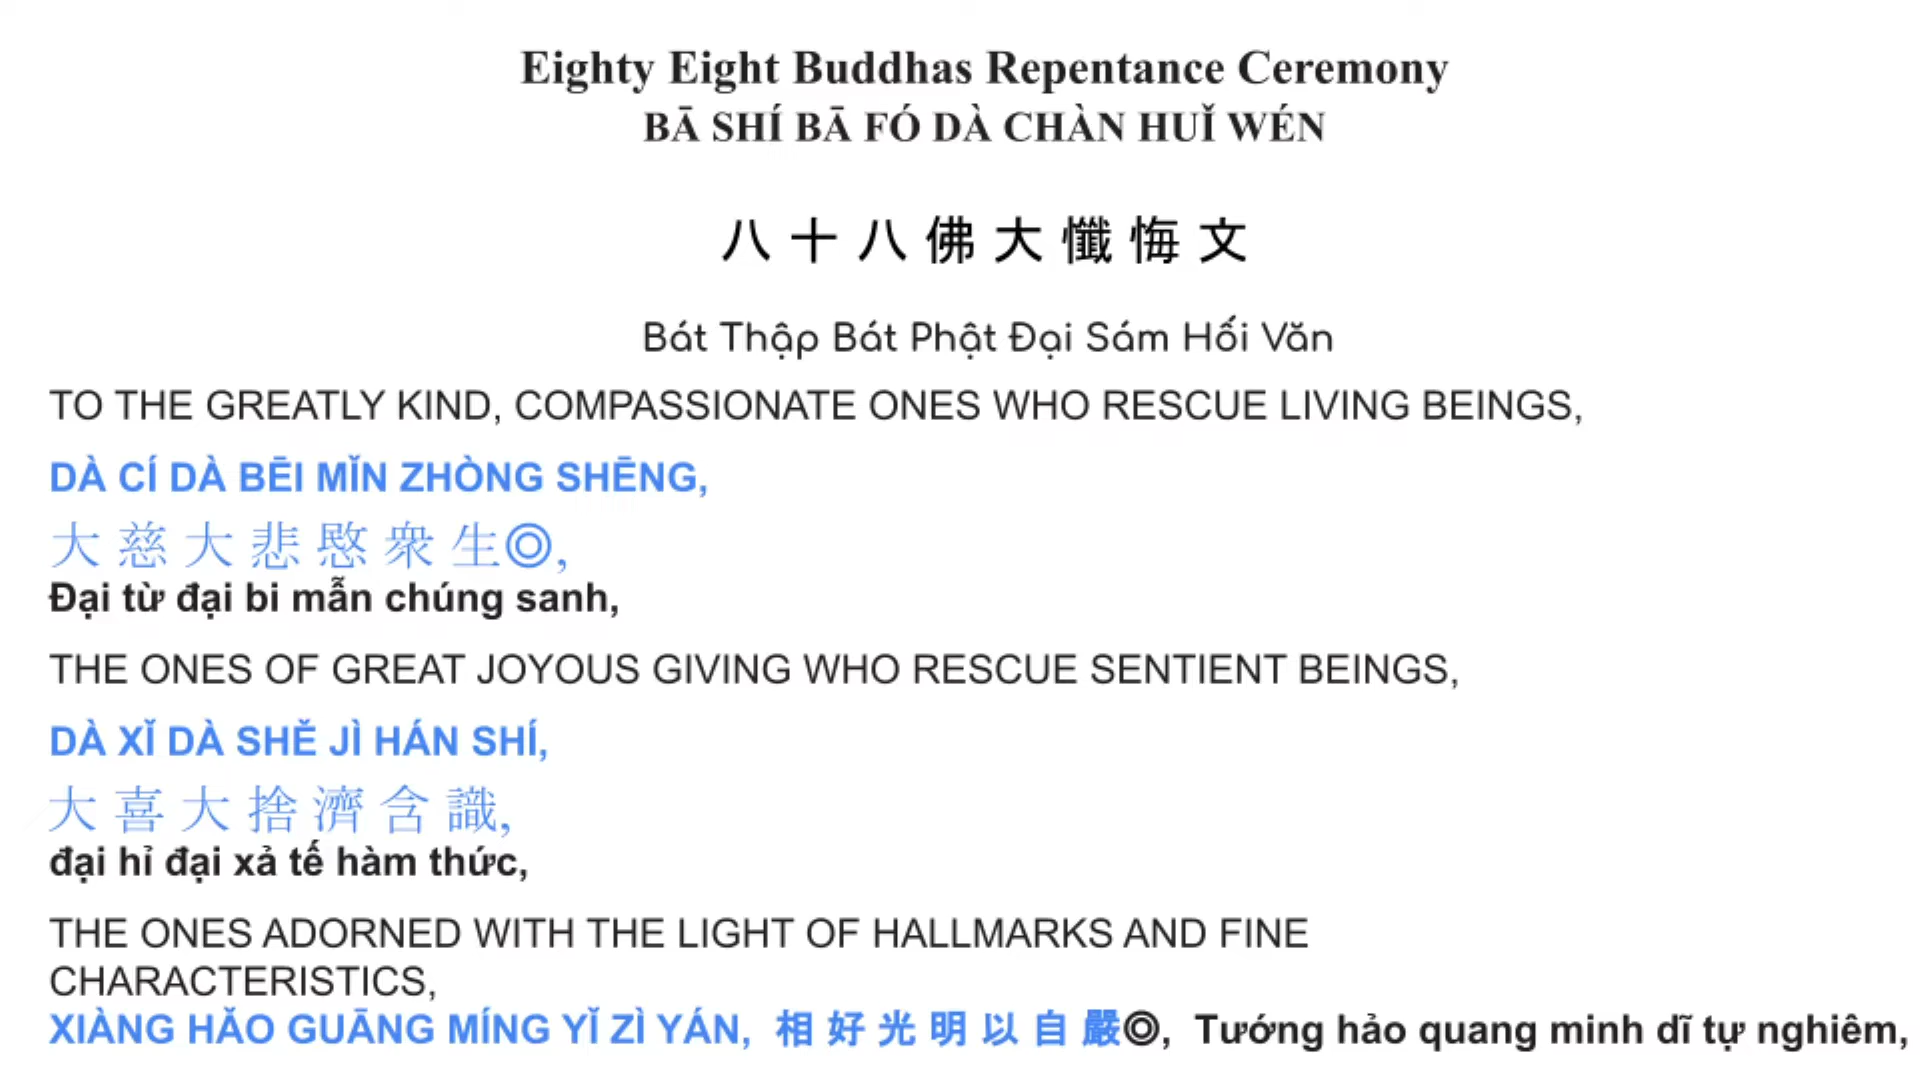 Eighty Eight Buddhas Repentance Ceremony
BĀ SHÍ BĀ FÓ DÀ CHÀN HUǏ WÉN
八 十 八 佛 大 懺 悔 文
Bát Thập Bát Phật Đại Sám Hối Văn
TO THE GREATLY KIND, COMPASSIONATE ONES WHO RESCUE LIVING BEINGS,
DÀ CÍ DÀ BĒI MǏN ZHÒNG SHĒNG,
大 慈 大 悲 愍 衆 生◎,
Đại từ đại bi mẫn chúng sanh,
THE ONES OF GREAT JOYOUS GIVING WHO RESCUE SENTIENT BEINGS,
DÀ XǏ DÀ SHĚ JÌ HÁN SHÍ,
大 喜 大 捨 濟 含 識,
đại hỉ đại xả tế hàm thức,
THE ONES ADORNED WITH THE LIGHT OF HALLMARKS AND FINE
CHARACTERISTICS,
XIÀNG HǍO GUĀNG MÍNG YǏ ZÌ YÁN, 相 好 光 明 以 自 嚴◎, Tướng hảo quang minh dĩ tự nghiêm,